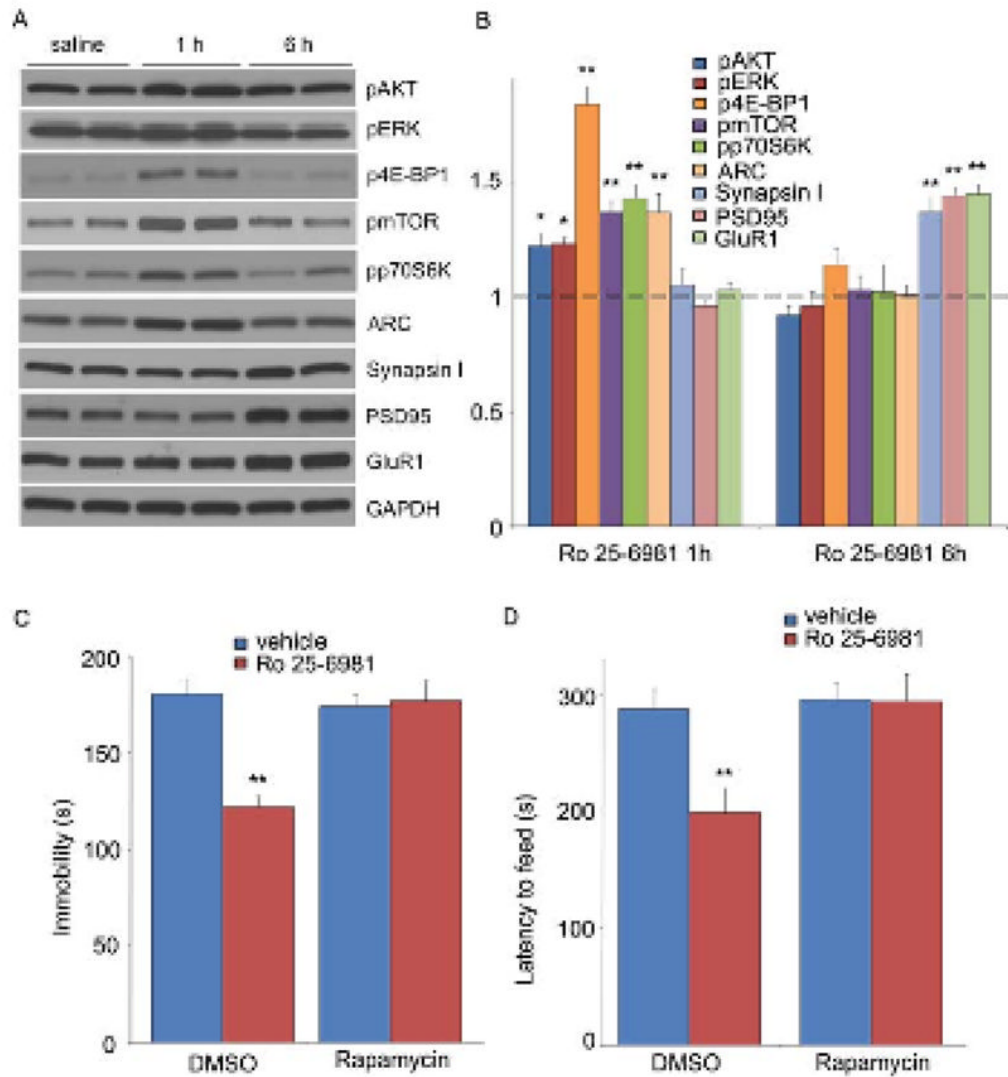 A
saline 1 h 6 h
pAKT
pERK
p4E-BP1
pmTOR
pp70S6K
ARC
Synapsin I
PSD95
GluR1
GAPDH
B
pAKT
pERK
p4E-BP1
pmTOR
pp70S6K
ARC
Synapsin I
PSD95
GluR1
1.5
1
0.5
0
* * ** ** ** **
** ** **
Ro 25-6981 1h Ro 25-6981 6h
C
vehicle
Ro 25-6981
200
150
100
50
0
Immobility (s)
**
DMSO Rapamycin
D
vehicle
Ro 25-6981
300
200
100
0
Latency to feed (s)
**
DMSO Rapamycin